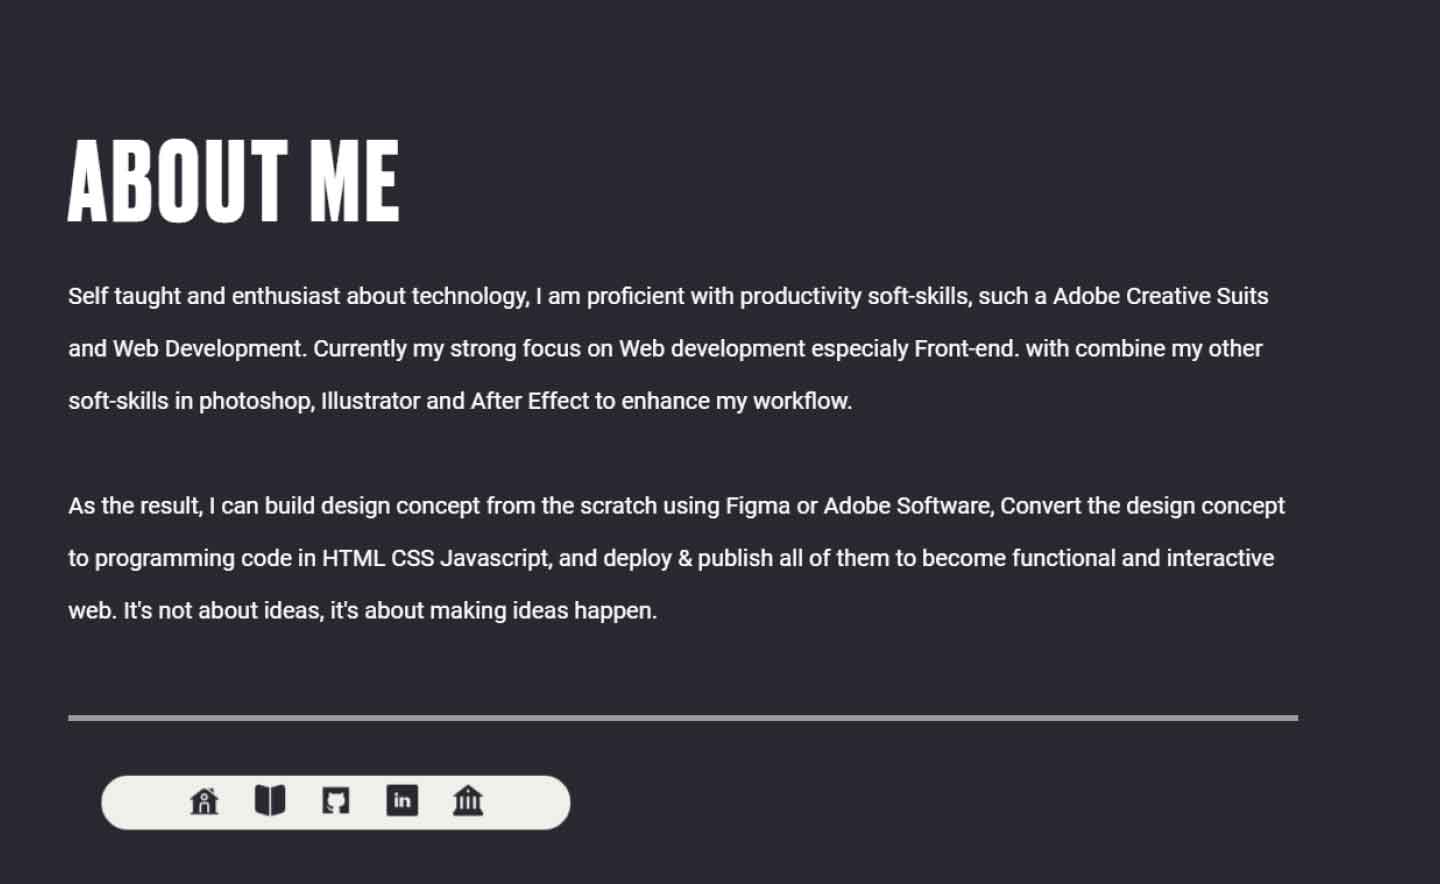 ABOUT ME
Self taught and enthusiast about technology, I am proficient with productivity soft-skills, such a Adobe Creative Suits
and Web Development. Currently my strong focus on Web development especialy Front-end. with combine my other
soft-skills in photoshop, Illustrator and After Effect to enhance my workflow.
As the result, I can build design concept from the scratch using Figma or Adobe Software, Convert the design concept
to programming code in HTML CSS Javascript, and deploy & publish all of them to become functional and interactive
web. It's not about ideas, it's about making ideas happen.
in